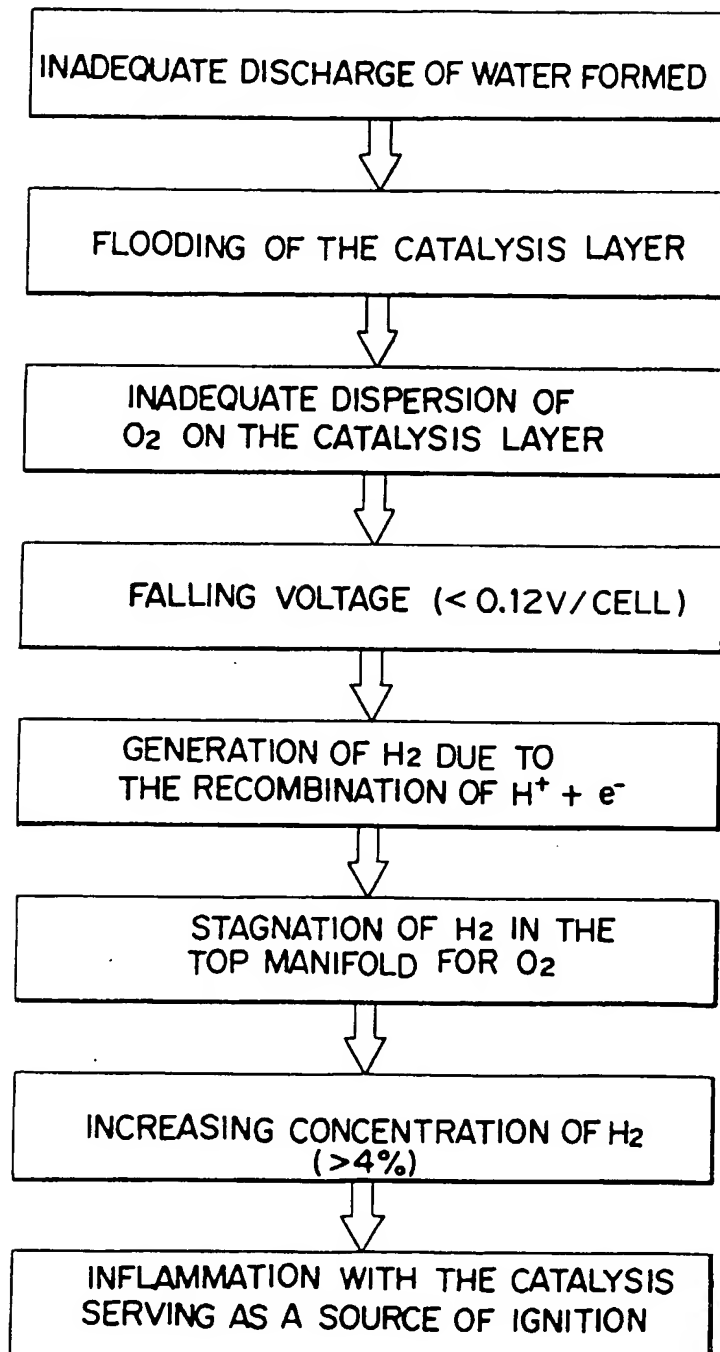 INADEQUATE DISCHARGE OF WATER FORMED
FLOODING OF THE CATALYSIS LAYER
INADEQUATE DISPERSION OF
O2 ON THE CATALYSIS LAYER
FALLING VOLTAGE (< 0.12V/CELL)
GENERATION OF H2 DUE TO
THE RECOMBINATION OF H⁺ + e⁻
STAGNATION OF H2 IN THE
TOP MANIFOLD FOR O2
INCREASING CONCENTRATION OF H2
(>4%)
INFLAMMATION WITH THE CATALYSIS
SERVING AS A SOURCE OF IGNITION